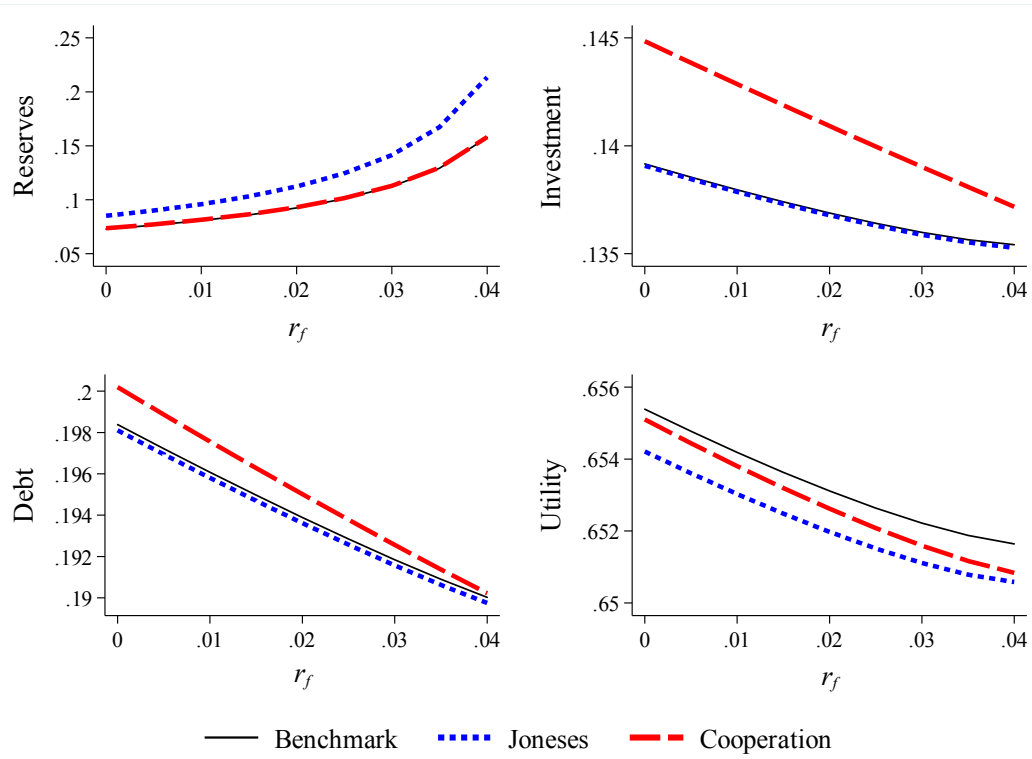 Reserves
.25
.2
.15
.1
.05
0 .01 .02 .03 .04
r_f
Investment
.145
.14
.135
0 .01 .02 .03 .04
r_f
Debt
.2
.198
.196
.194
.192
.19
0 .01 .02 .03 .04
r_f
Utility
.656
.654
.652
.65
0 .01 .02 .03 .04
r_f
Benchmark Joneses Cooperation